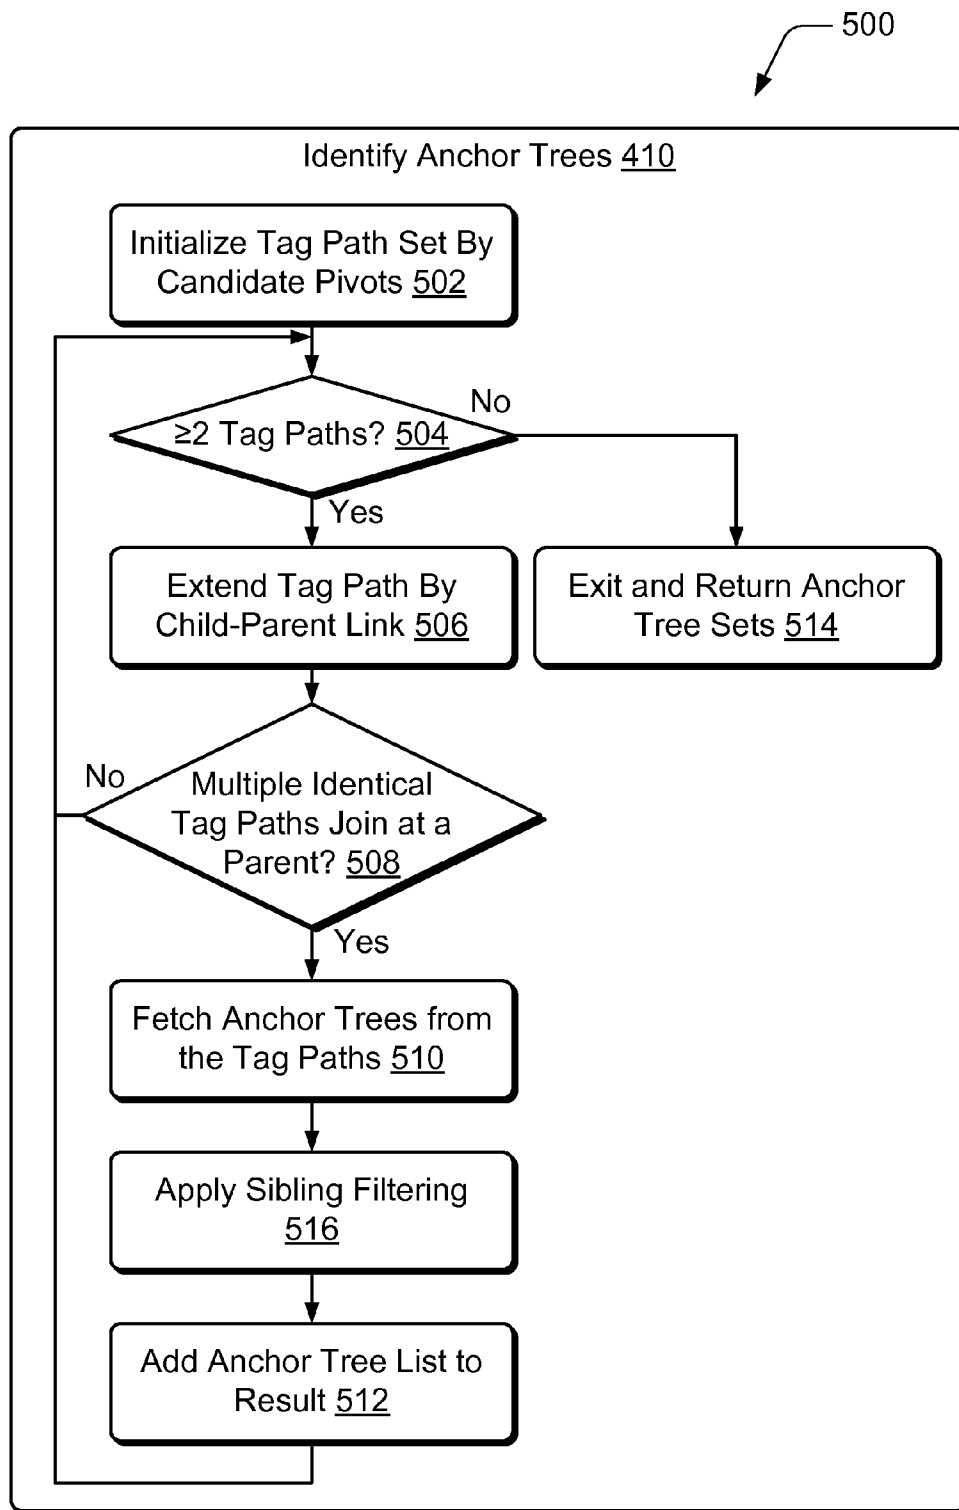 500
Identify Anchor Trees 410
Initialize Tag Path Set By
Candidate Pivots 502
≥2 Tag Paths? 504
No
Yes
Extend Tag Path By
Child-Parent Link 506
Exit and Return Anchor
Tree Sets 514
No
Multiple Identical
Tag Paths Join at a
Parent? 508
Yes
Fetch Anchor Trees from
the Tag Paths 510
Apply Sibling Filtering
516
Add Anchor Tree List to
Result 512